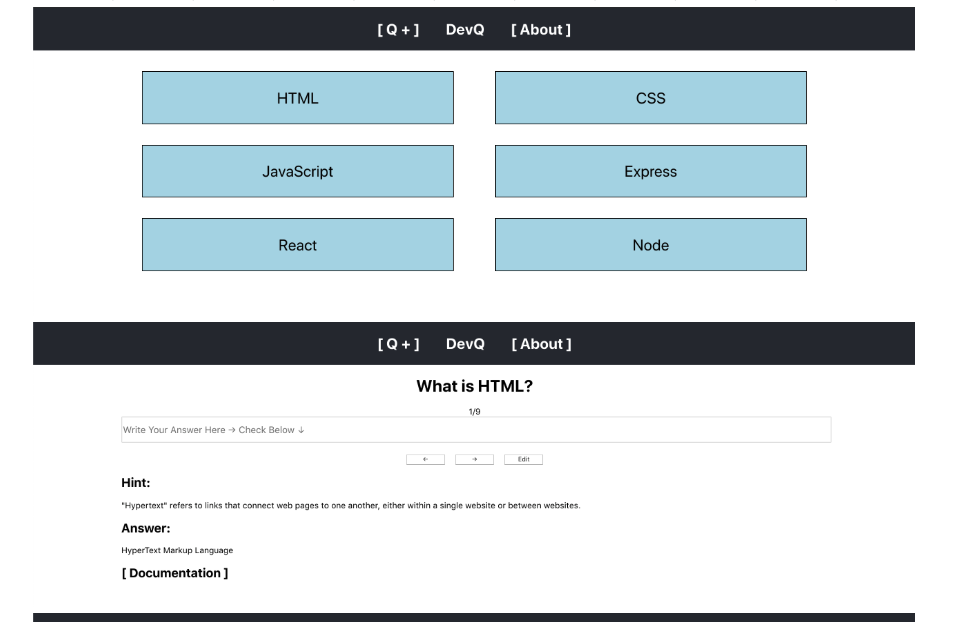 [ Q + ] DevQ [ About ]
HTML CSS
JavaScript Express
React Node
[ Q + ] DevQ [ About ]
What is HTML?
1/9
Write Your Answer Here → Check Below ↓
← → Edit
Hint:
"Hypertext" refers to links that connect web pages to one another, either within a single website or between websites.
Answer:
HyperText Markup Language
[ Documentation ]